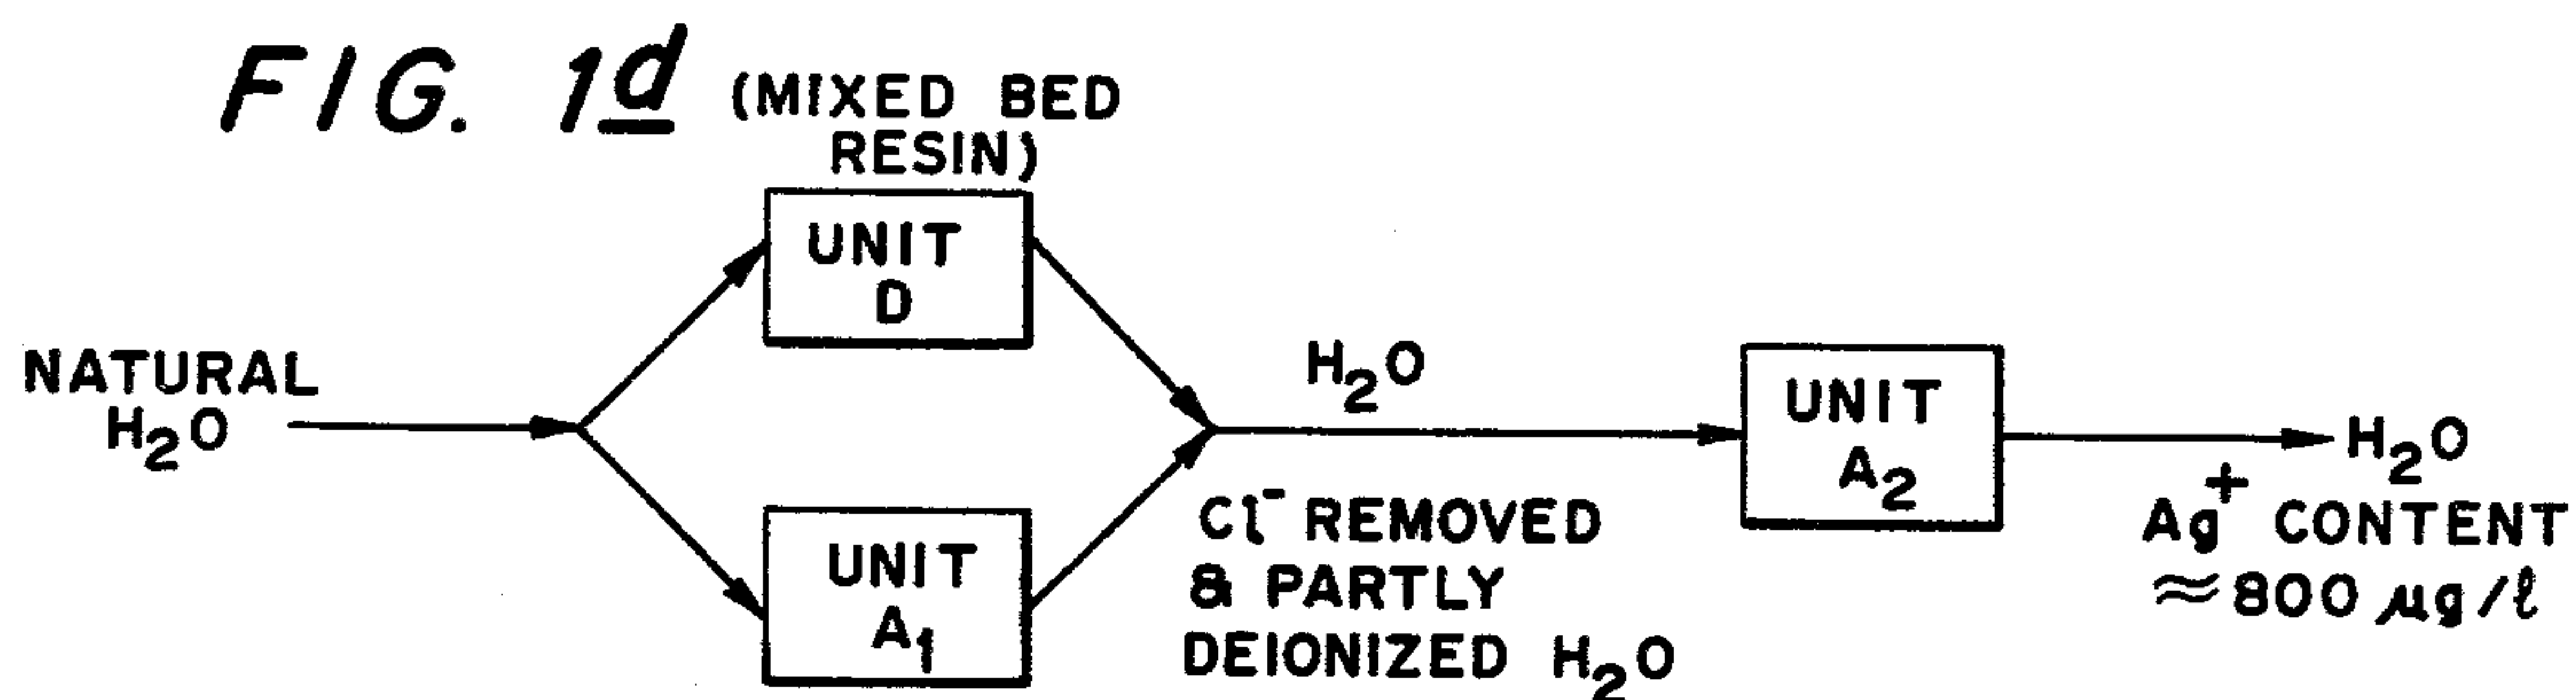 FIG. 1d
(MIXED BED
RESIN)
UNIT
D
NATURAL
H₂O
UNIT
A₁
H₂O
Cl⁻ REMOVED
& PARTLY
DEIONIZED H₂O
UNIT
A₂
H₂O
Ag⁺ CONTENT
≈800 µg/l